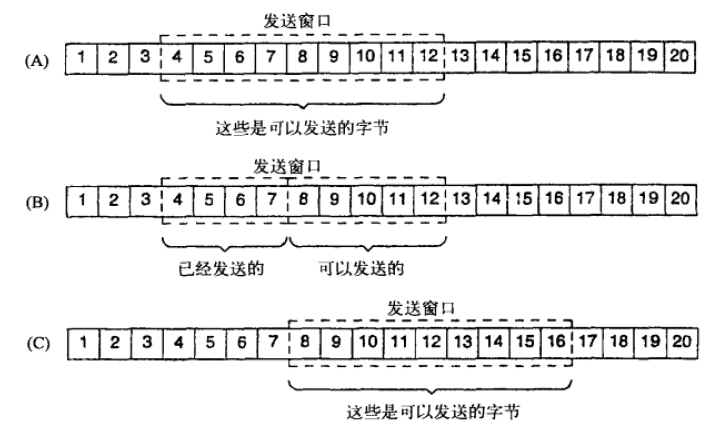 发送窗口
(A) 1 2 3 4 5 6 7 8 9 10 11 12 13 14 15 16 17 18 19 20
这些是可以发送的字节
发送窗口
(B) 1 2 3 4 5 6 7 8 9 10 11 12 13 14 15 16 17 18 19 20
已经发送的 可以发送的
发送窗口
(C) 1 2 3 4 5 6 7 8 9 10 11 12 13 14 15 16 17 18 19 20
这些是可以发送的字节